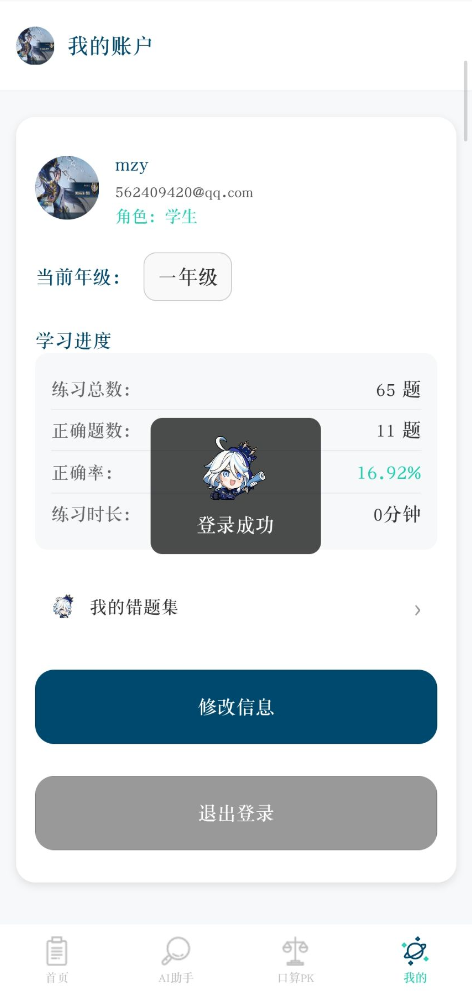 我的账户
mzy
562409420@qq.com
角色：学生
当前年级： 一年级
学习进度
练习总数： 65 题
正确题数： 11 题
正确率： 16.92%
练习时长： 0分钟
登录成功
我的错题集 ›
修改信息
退出登录
首页 AI助手 口算PK 我的